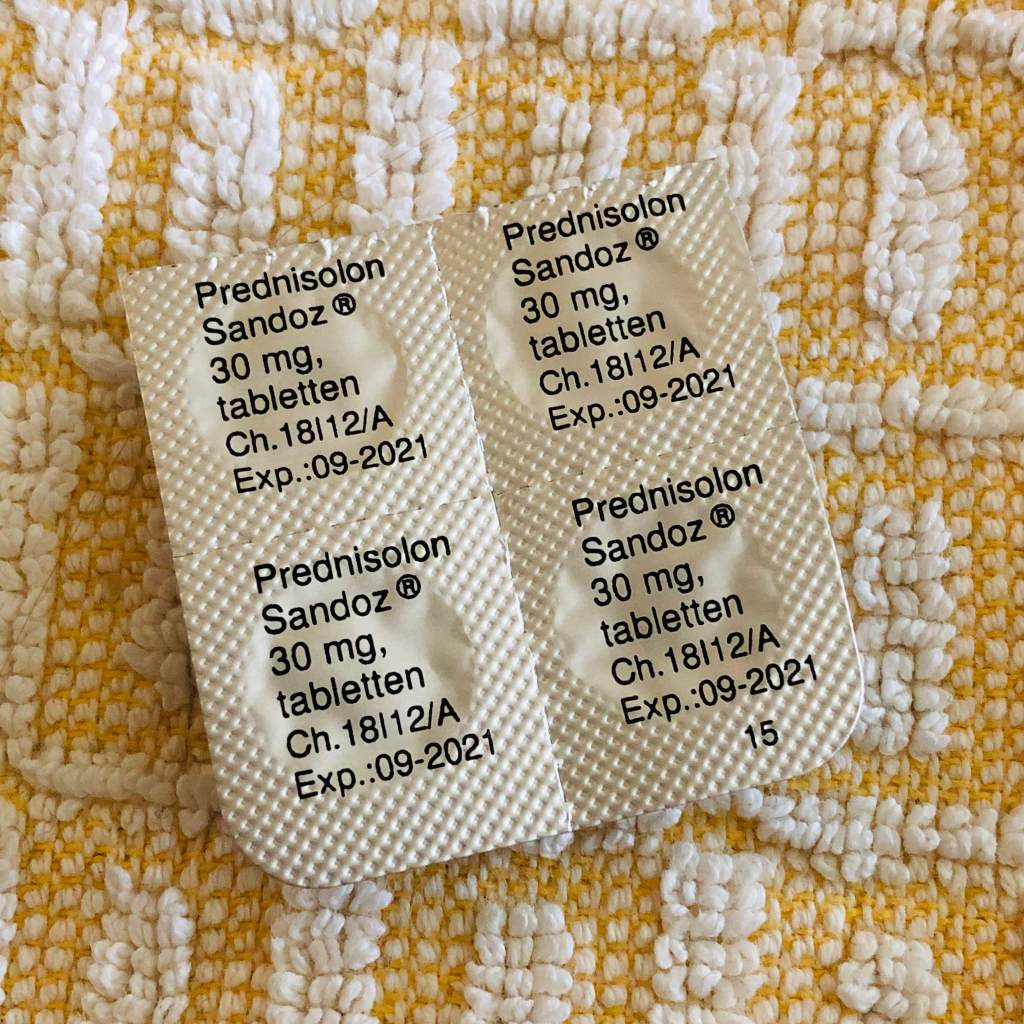 Prednisolon
Sandoz®
30 mg,
tabletten
Ch.18I12/A
Exp.:09-2021
Prednisolon
Sandoz®
30 mg,
tabletten
Ch.18I12/A
Exp.:09-2021
Prednisolon
Sandoz®
30 mg,
tabletten
Ch.18I12/A
Exp.:09-2021
Prednisolon
Sandoz®
30 mg,
tabletten
Ch.18I12/A
Exp.:09-2021
15